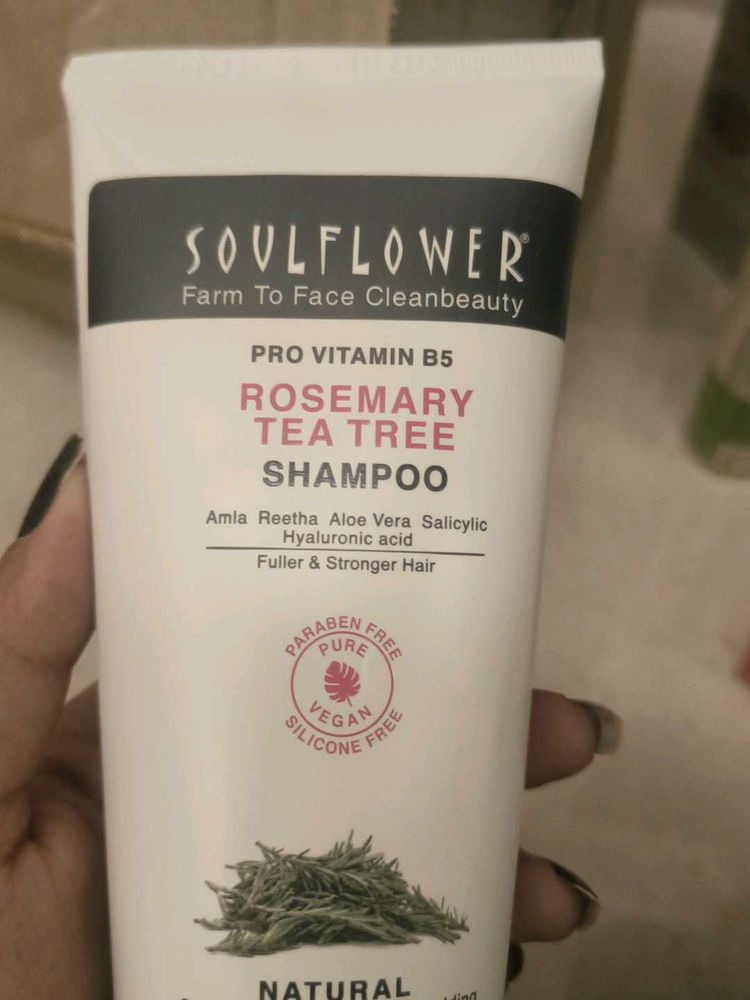 SOULFLOWER®
Farm To Face Cleanbeauty
PRO VITAMIN B5
ROSEMARY
TEA TREE
SHAMPOO
Amla Reetha Aloe Vera Salicylic
Hyaluronic acid
Fuller & Stronger Hair
PARABEN FREE
PURE
VEGAN
SILICONE FREE
NATURAL